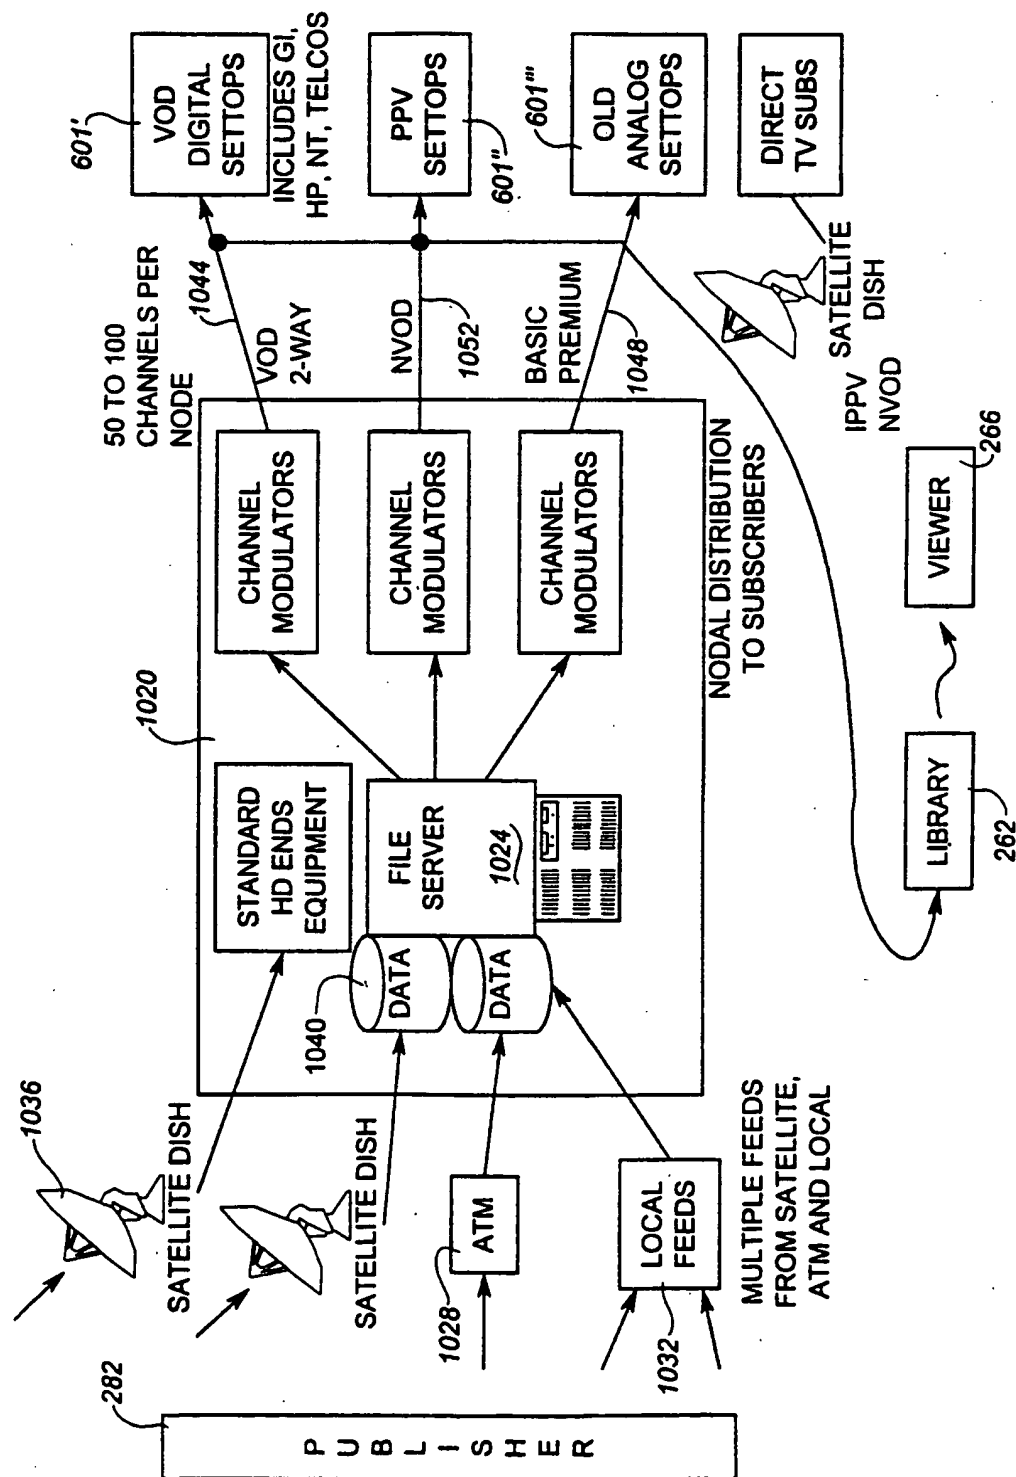 282
PUBLISHER
1036
SATELLITE DISH
SATELLITE DISH
1028
ATM
1032
LOCAL
FEEDS
MULTIPLE FEEDS
FROM SATELLITE,
ATM AND LOCAL
1020
STANDARD
HD ENDS
EQUIPMENT
1040
DATA
DATA
FILE
SERVER
1024
CHANNEL
MODULATORS
CHANNEL
MODULATORS
CHANNEL
MODULATORS
NODAL DISTRIBUTION
TO SUBSCRIBERS
50 TO 100
CHANNELS PER
NODE
1044
VOD
2-WAY
NVOD
1052
BASIC
PREMIUM
1048
601'
VOD
DIGITAL
SETTOPS
INCLUDES GI,
HP, NT, TELCOS
PPV
SETTOPS
601''
601'''
OLD
ANALOG
SETTOPS
DIRECT
TV SUBS
SATELLITE
DISH
IPPV
NVOD
LIBRARY
262
VIEWER
266